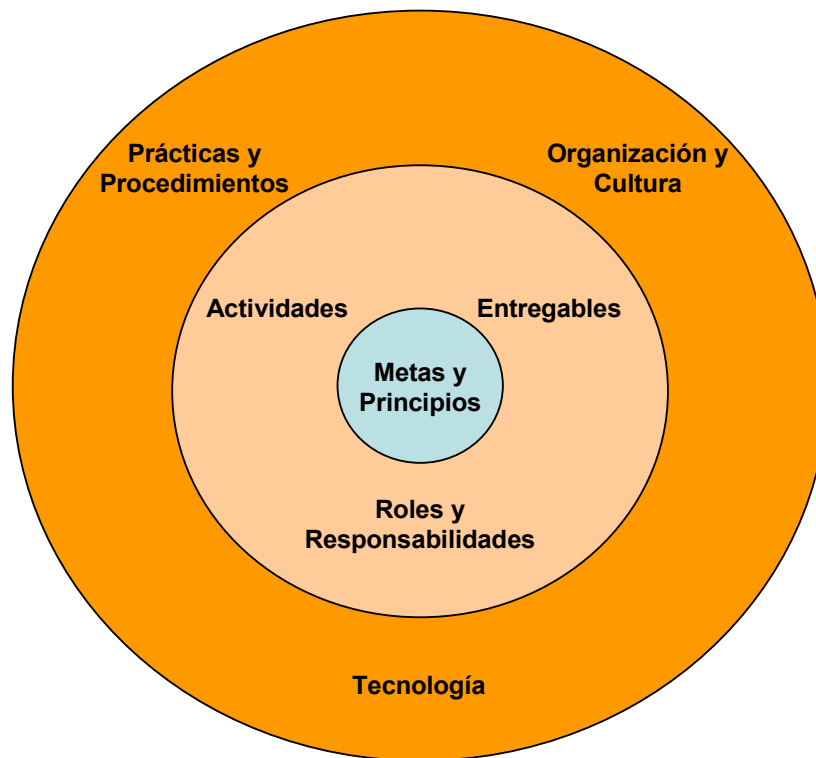 Prácticas y
Procedimientos
Organización y
Cultura
Actividades
Entregables
Metas y
Principios
Roles y
Responsabilidades
Tecnología